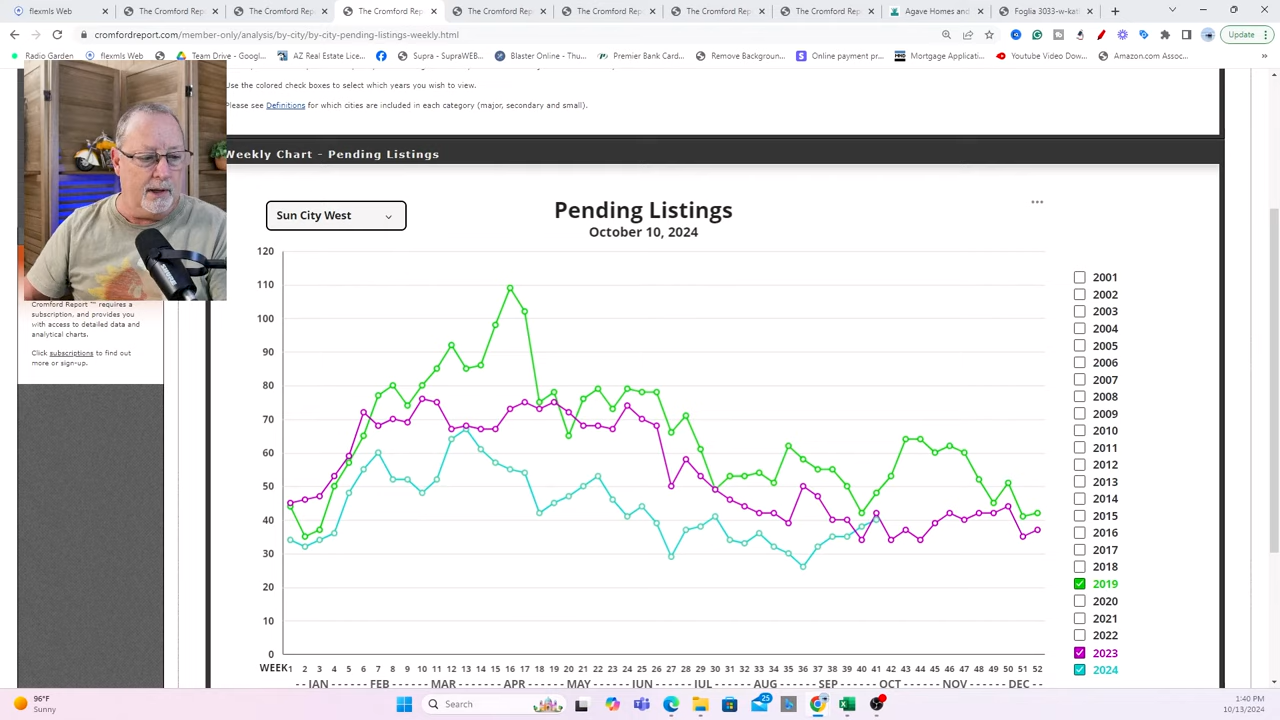 flexmls Web
The Cromford Repor
The Cromford Repor
The Cromford Repor
The Cromford Repor
The Cromford Repor
The Cromford Repor
The Cromford Repor
Agave Homes and
Foglia 3033-w-kat
cromfordreport.com/member-only/analysis/by-city/by-city-pending-listings-weekly.html
Update
Radio Garden
flexmls Web
Team Drive - Googl...
AZ Real Estate Lice...
Supra - SupraWEB...
Blaster Online - Thu...
Premier Bank Card...
Remove Backgroun...
Online payment pr...
Mortgage Applicati...
Youtube Video Dow...
Amazon.com Assoc...
Use the colored check boxes to select which years you wish to view.
Please see Definitions for which cities are included in each category (major, secondary and small).
Weekly Chart - Pending Listings
Sun City West
Pending Listings
October 10, 2024
120
110
100
90
80
70
60
50
40
30
20
10
0
WEEK 1 2 3 4 5 6 7 8 9 10 11 12 13 14 15 16 17 18 19 20 21 22 23 24 25 26 27 28 29 30 31 32 33 34 35 36 37 38 39 40 41 42 43 44 45 46 47 48 49 50 51 52
- - JAN - - - - - - FEB - - - - - - MAR - - - - - - - APR - - - - - - MAY - - - - - - JUN - - - - - - JUL - - - - - - AUG - - - - - - SEP - - - - - - OCT - - - - - - NOV - - - - - - DEC - - -
2001
2002
2003
2004
2005
2006
2007
2008
2009
2010
2011
2012
2013
2014
2015
2016
2017
2018
2019
2020
2021
2022
2023
2024
Cromford Report ™ requires a
subscription, and provides you
with access to detailed data and
analytical charts.
Click subscriptions to find out
more or sign-up.
96°F
Sunny
Search
25
1:40 PM
10/13/2024